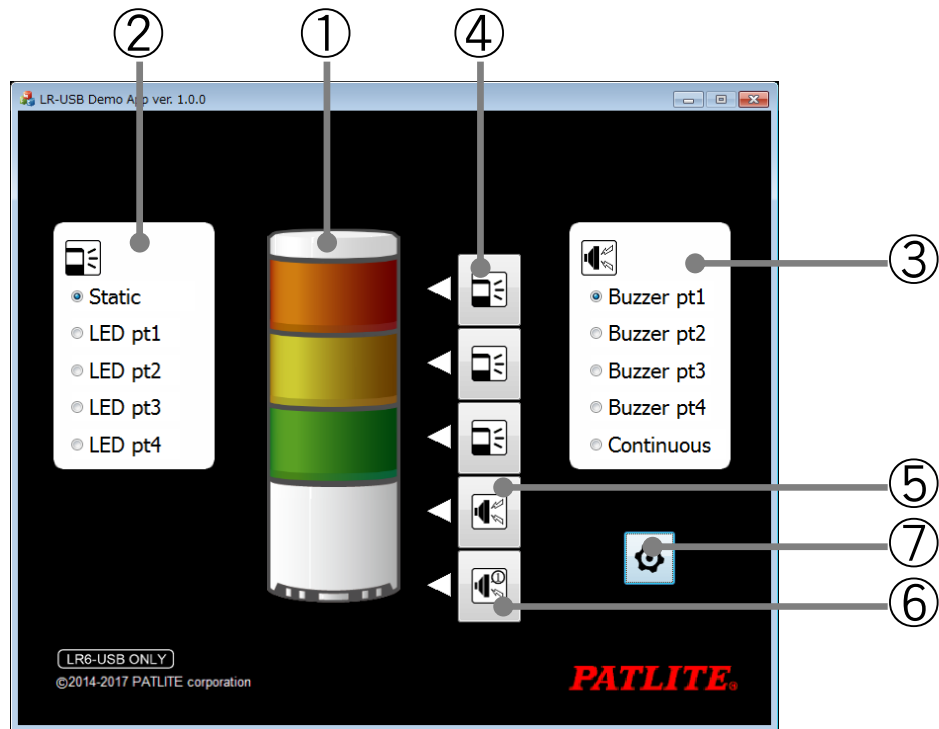 ② ① ④
LR-USB Demo App ver. 1.0.0
Static
LED pt1
LED pt2
LED pt3
LED pt4
Buzzer pt1
Buzzer pt2
Buzzer pt3
Buzzer pt4
Continuous
③
⑤
⑦
⑥
LR6-USB ONLY
©2014-2017 PATLITE corporation
PATLITE®